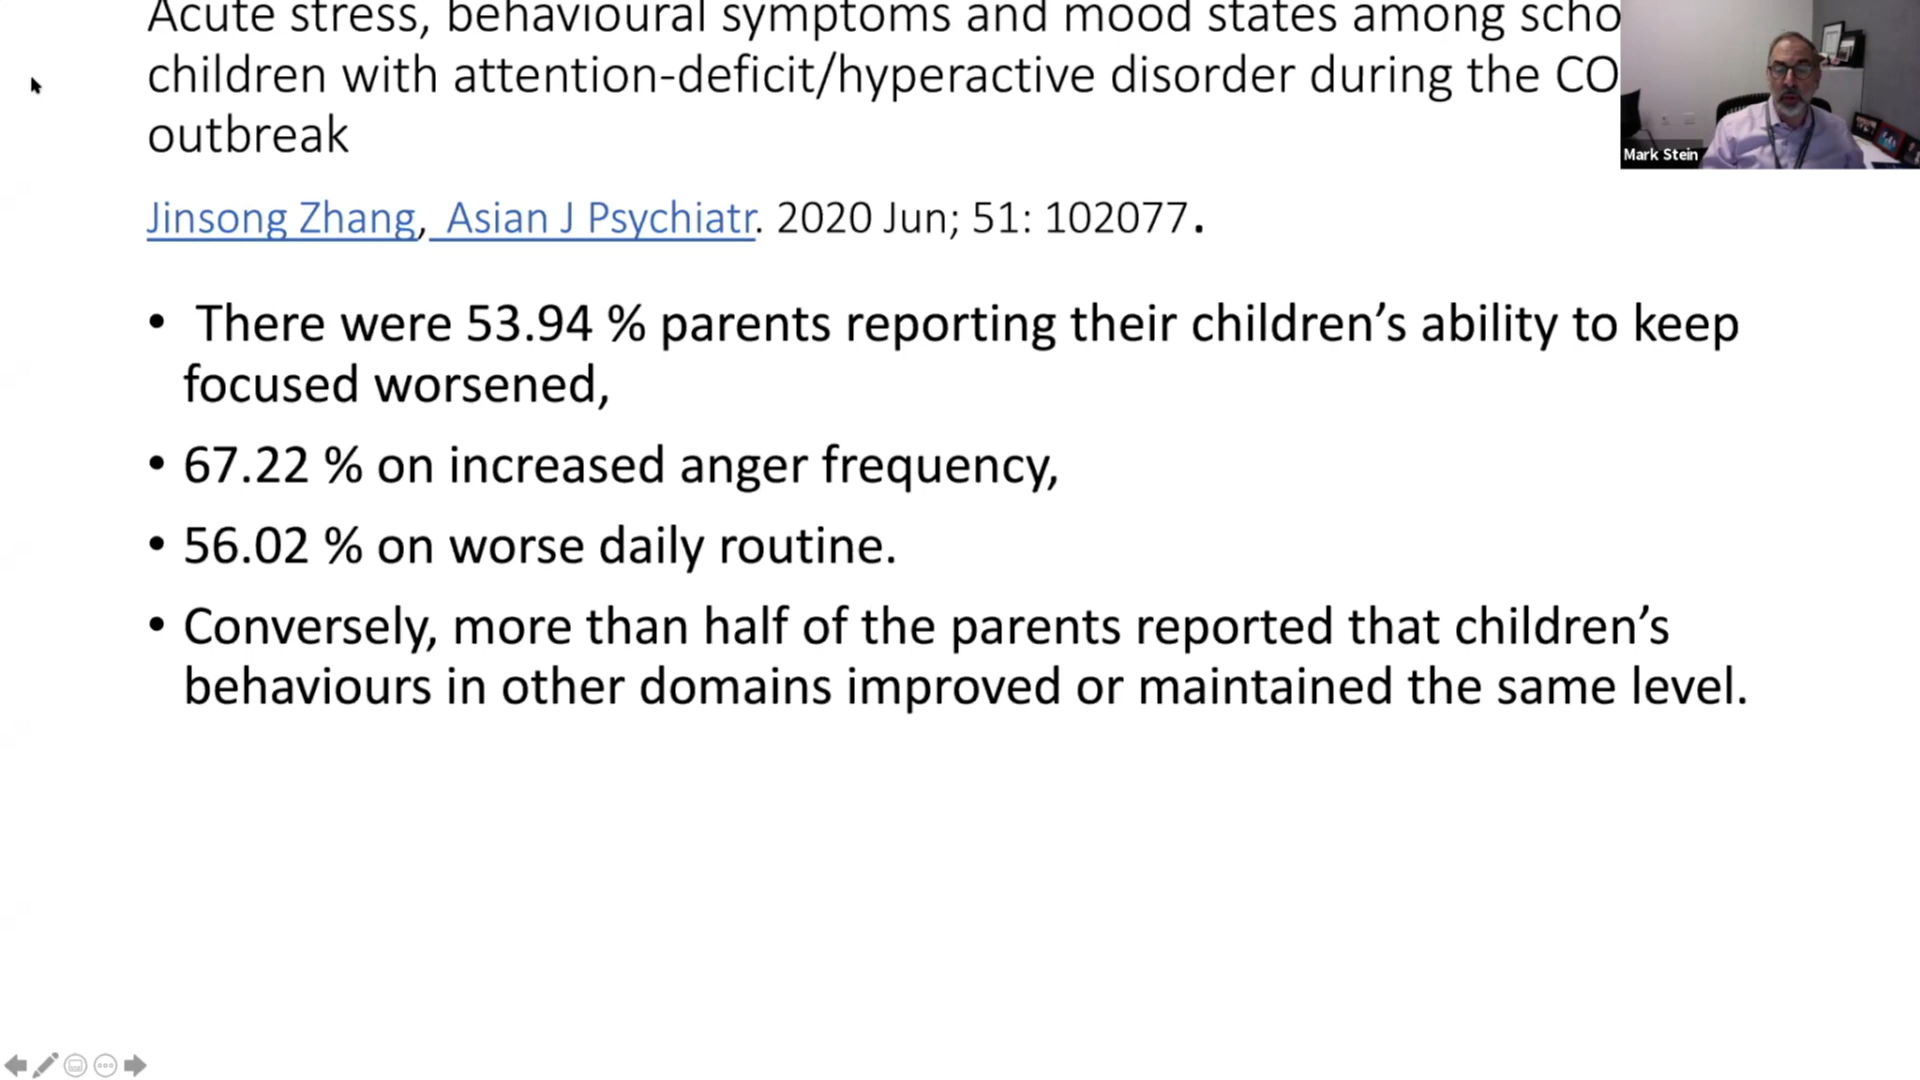 Acute stress, behavioural symptoms and mood states among scho
children with attention-deficit/hyperactive disorder during the CO
outbreak
Mark Stein
Jinsong Zhang, Asian J Psychiatr. 2020 Jun; 51: 102077.
• There were 53.94 % parents reporting their children’s ability to keep
focused worsened,
• 67.22 % on increased anger frequency,
• 56.02 % on worse daily routine.
• Conversely, more than half of the parents reported that children’s
behaviours in other domains improved or maintained the same level.